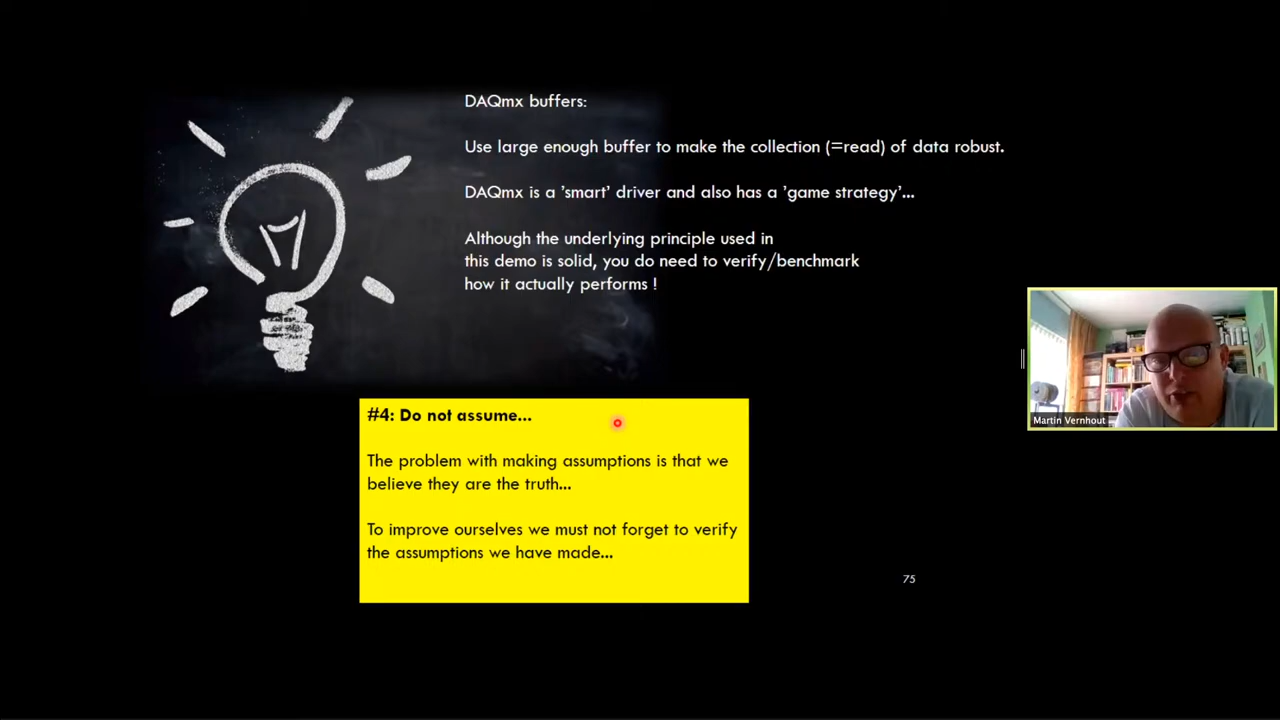 DAQmx buffers:
Use large enough buffer to make the collection (=read) of data robust.
DAQmx is a ’smart’ driver and also has a ’game strategy’...
Although the underlying principle used in
this demo is solid, you do need to verify/benchmark
how it actually performs !
Martin Vernhout
#4: Do not assume...
The problem with making assumptions is that we
believe they are the truth...
To improve ourselves we must not forget to verify
the assumptions we have made...
75